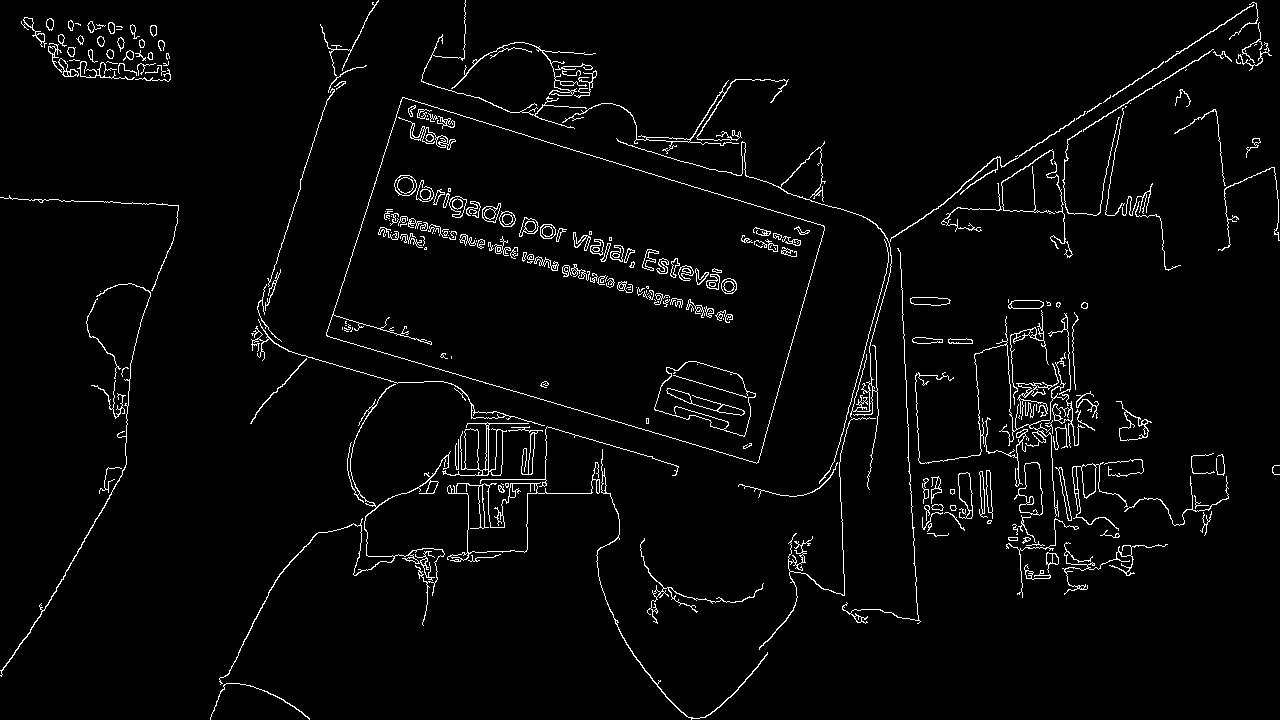 Uber
Obrigado por viajar, Estevão
Esperamos que você tenha gostado da viagem hoje de
manhã.